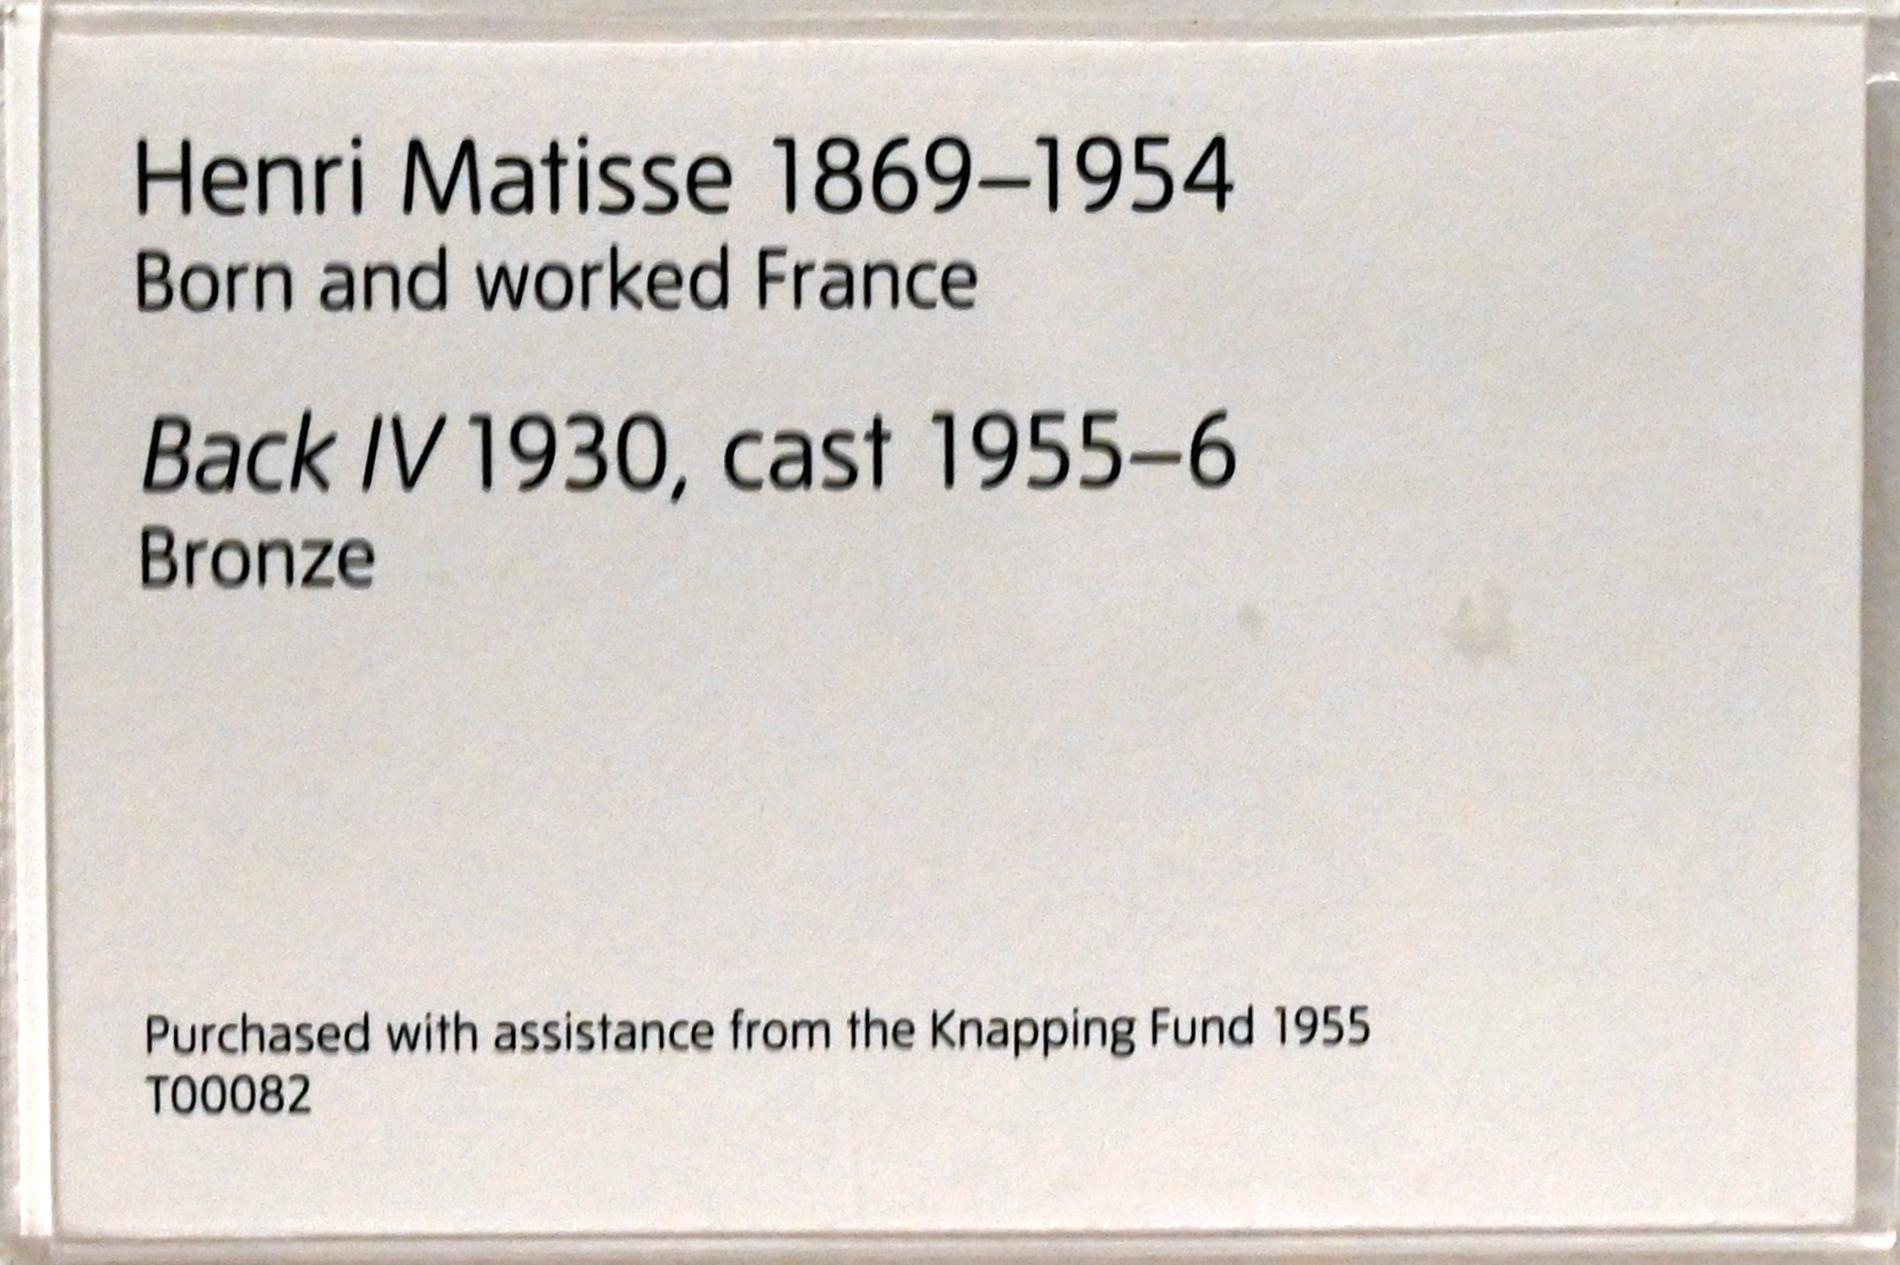 Henri Matisse 1869–1954
Born and worked France
Back IV 1930, cast 1955–6
Bronze
Purchased with assistance from the Knapping Fund 1955
T00082